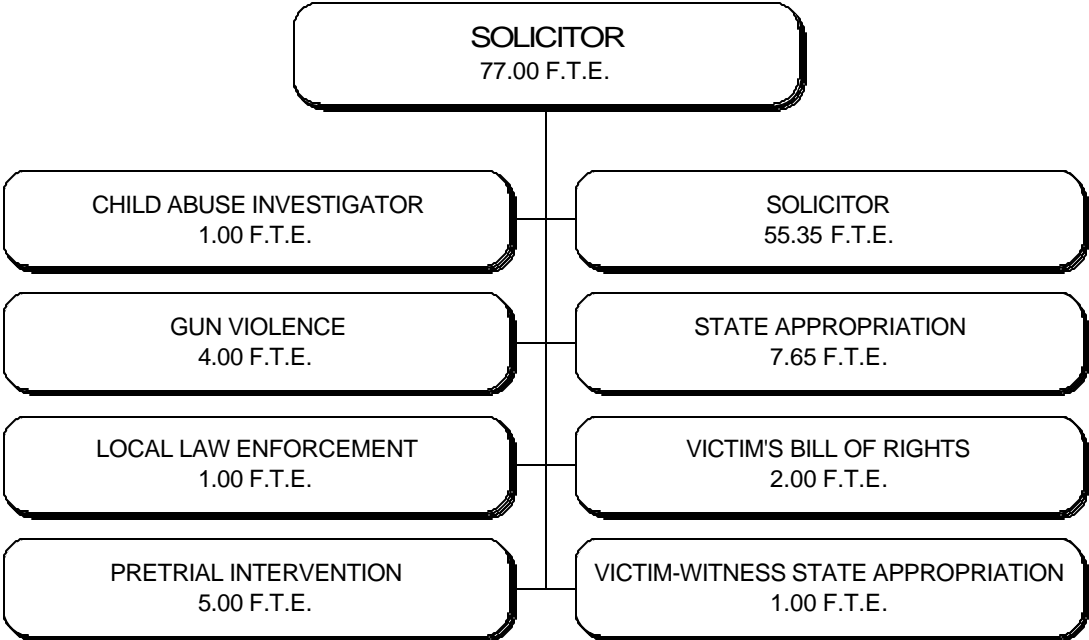 SOLICITOR
77.00 F.T.E.
CHILD ABUSE INVESTIGATOR
1.00 F.T.E.
SOLICITOR
55.35 F.T.E.
GUN VIOLENCE
4.00 F.T.E.
STATE APPROPRIATION
7.65 F.T.E.
LOCAL LAW ENFORCEMENT
1.00 F.T.E.
VICTIM'S BILL OF RIGHTS
2.00 F.T.E.
PRETRIAL INTERVENTION
5.00 F.T.E.
VICTIM-WITNESS STATE APPROPRIATION
1.00 F.T.E.